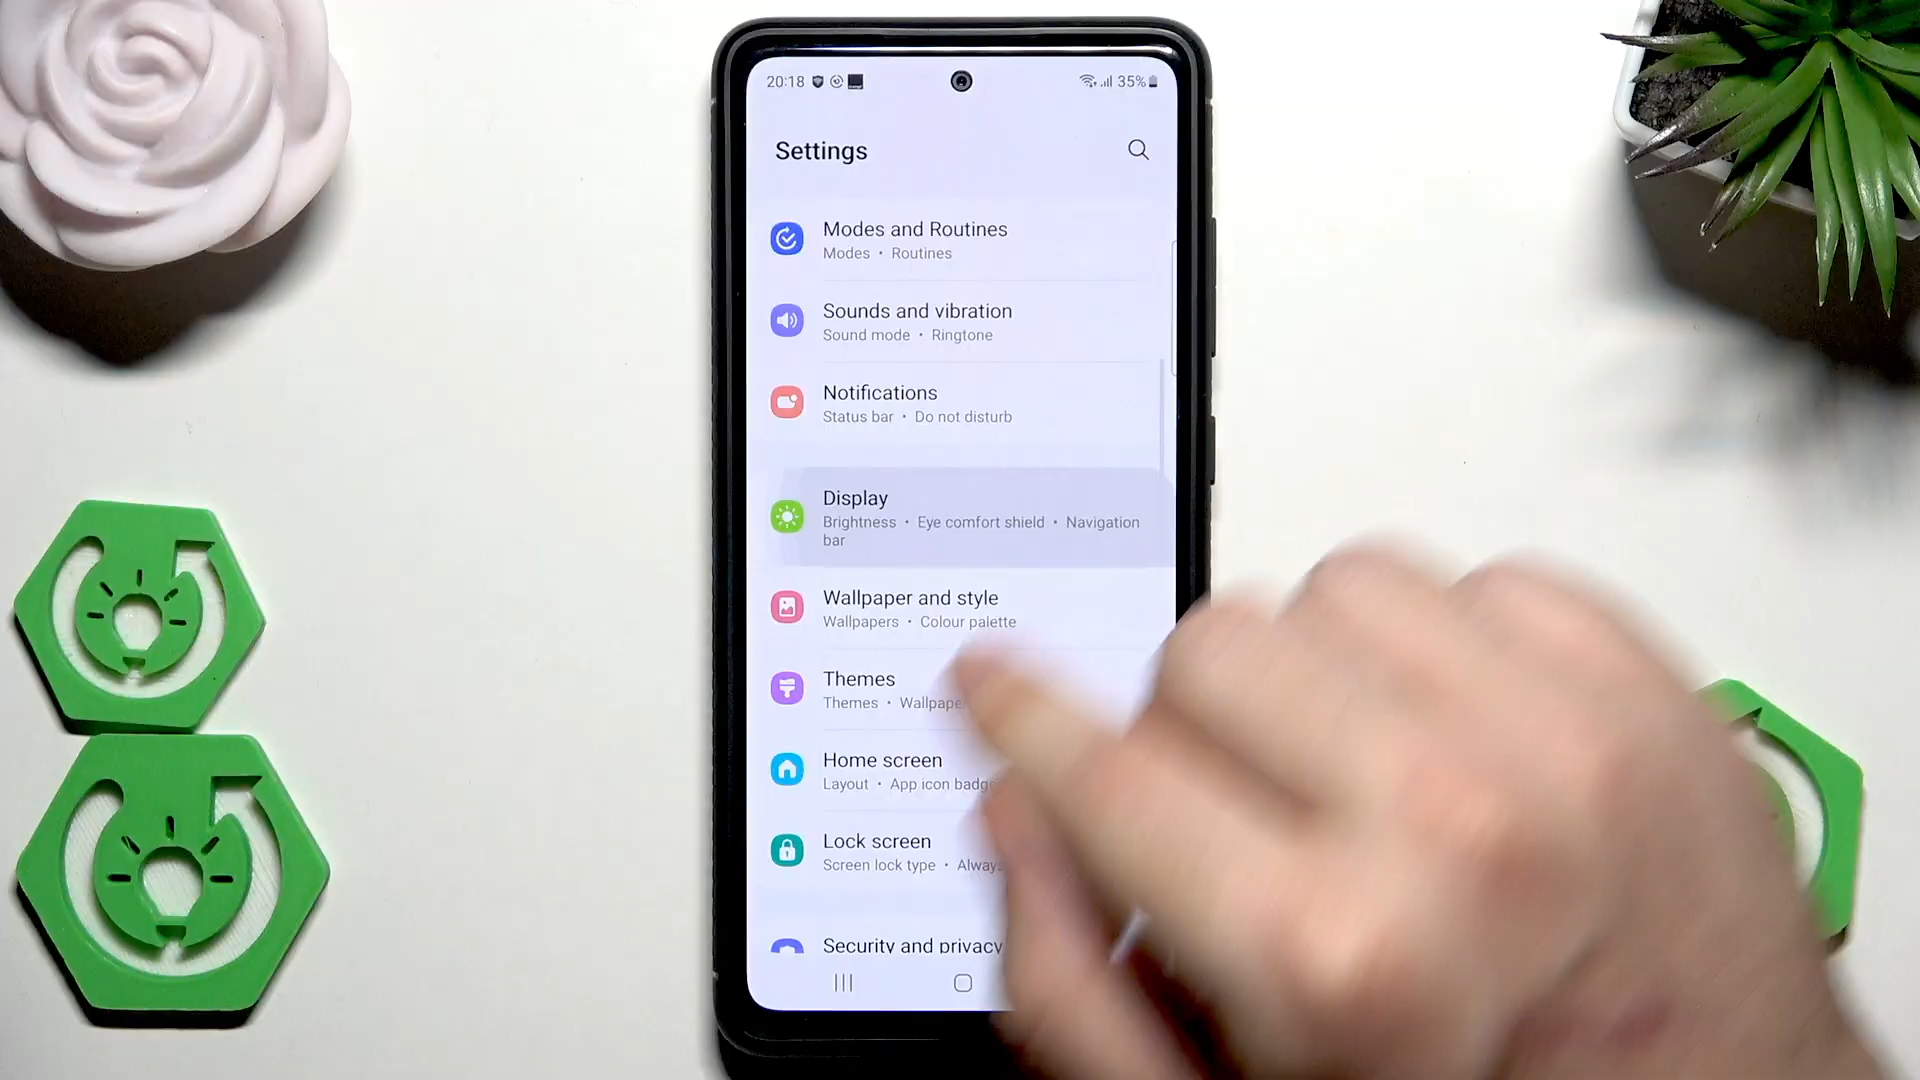 20:18
35%
Settings
Modes and Routines
Modes • Routines
Sounds and vibration
Sound mode • Ringtone
Notifications
Status bar • Do not disturb
Display
Brightness • Eye comfort shield • Navigation
bar
Wallpaper and style
Wallpapers • Colour palette
Themes
Themes •
Home screen
Layout • App icon
Lock screen
Screen lock type •
Security and privacy